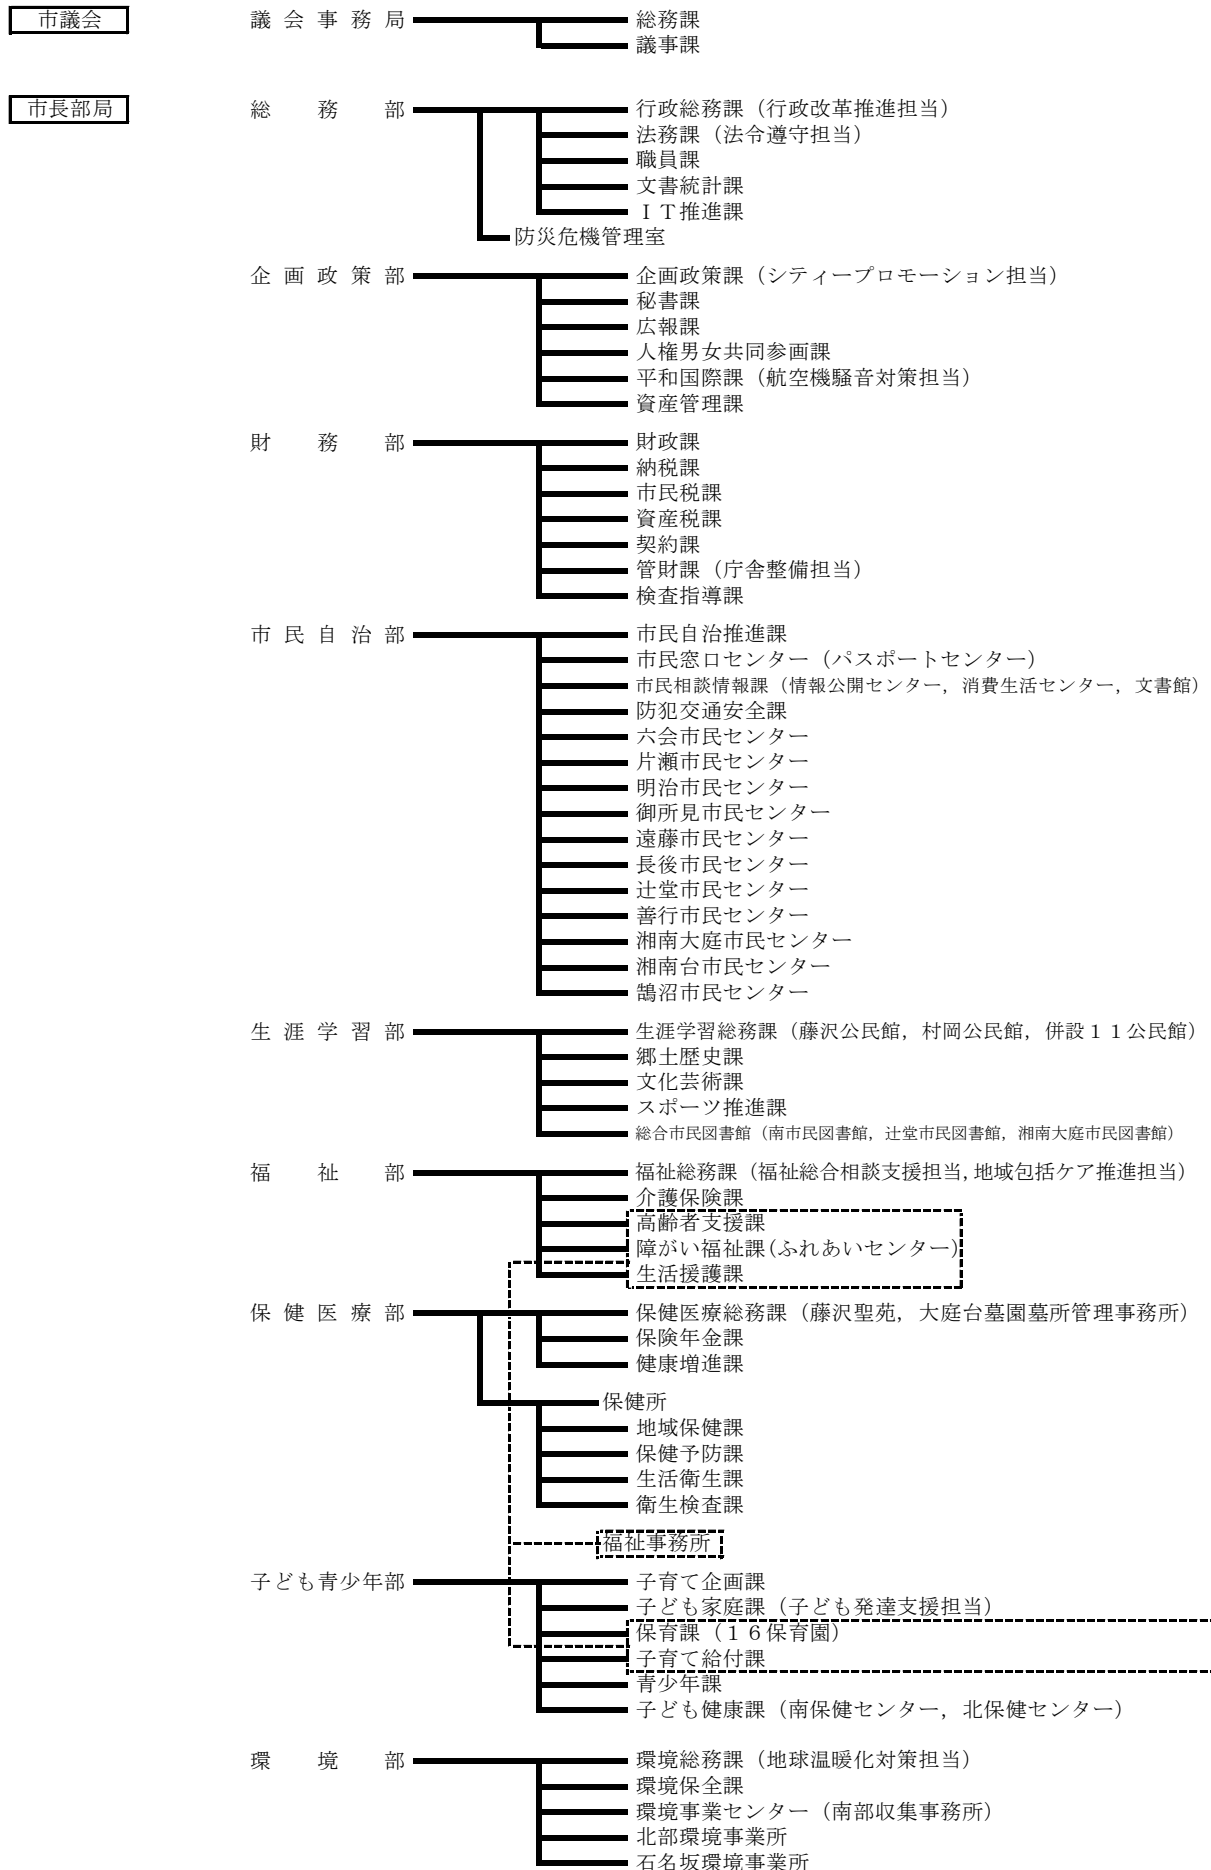 市議会 議会事務局 総務課
議事課
市長部局 総務部 行政総務課（行政改革推進担当）
法務課（法令遵守担当）
職員課
文書統計課
ＩＴ推進課
防災危機管理室
企画政策部 企画政策課（シティープロモーション担当）
秘書課
広報課
人権男女共同参画課
平和国際課（航空機騒音対策担当）
資産管理課
財務部 財政課
納税課
市民税課
資産税課
契約課
管財課（庁舎整備担当）
検査指導課
市民自治部 市民自治推進課
市民窓口センター（パスポートセンター）
市民相談情報課（情報公開センター，消費生活センター，文書館）
防犯交通安全課
六会市民センター
片瀬市民センター
明治市民センター
御所見市民センター
遠藤市民センター
長後市民センター
辻堂市民センター
善行市民センター
湘南大庭市民センター
湘南台市民センター
鵠沼市民センター
生涯学習部 生涯学習総務課（藤沢公民館，村岡公民館，併設１１公民館）
郷土歴史課
文化芸術課
スポーツ推進課
総合市民図書館（南市民図書館，辻堂市民図書館，湘南大庭市民図書館）
福祉部 福祉総務課（福祉総合相談支援担当，地域包括ケア推進担当）
介護保険課
高齢者支援課
障がい福祉課（ふれあいセンター）
生活援護課
保健医療部 保健医療総務課（藤沢聖苑，大庭台墓園墓所管理事務所）
保険年金課
健康増進課
保健所
地域保健課
保健予防課
生活衛生課
衛生検査課
福祉事務所
子ども青少年部 子育て企画課
子ども家庭課（子ども発達支援担当）
保育課（１６保育園）
子育て給付課
青少年課
子ども健康課（南保健センター，北保健センター）
環境部 環境総務課（地球温暖化対策担当）
環境保全課
環境事業センター（南部収集事務所）
北部環境事業所
石名坂環境事業所